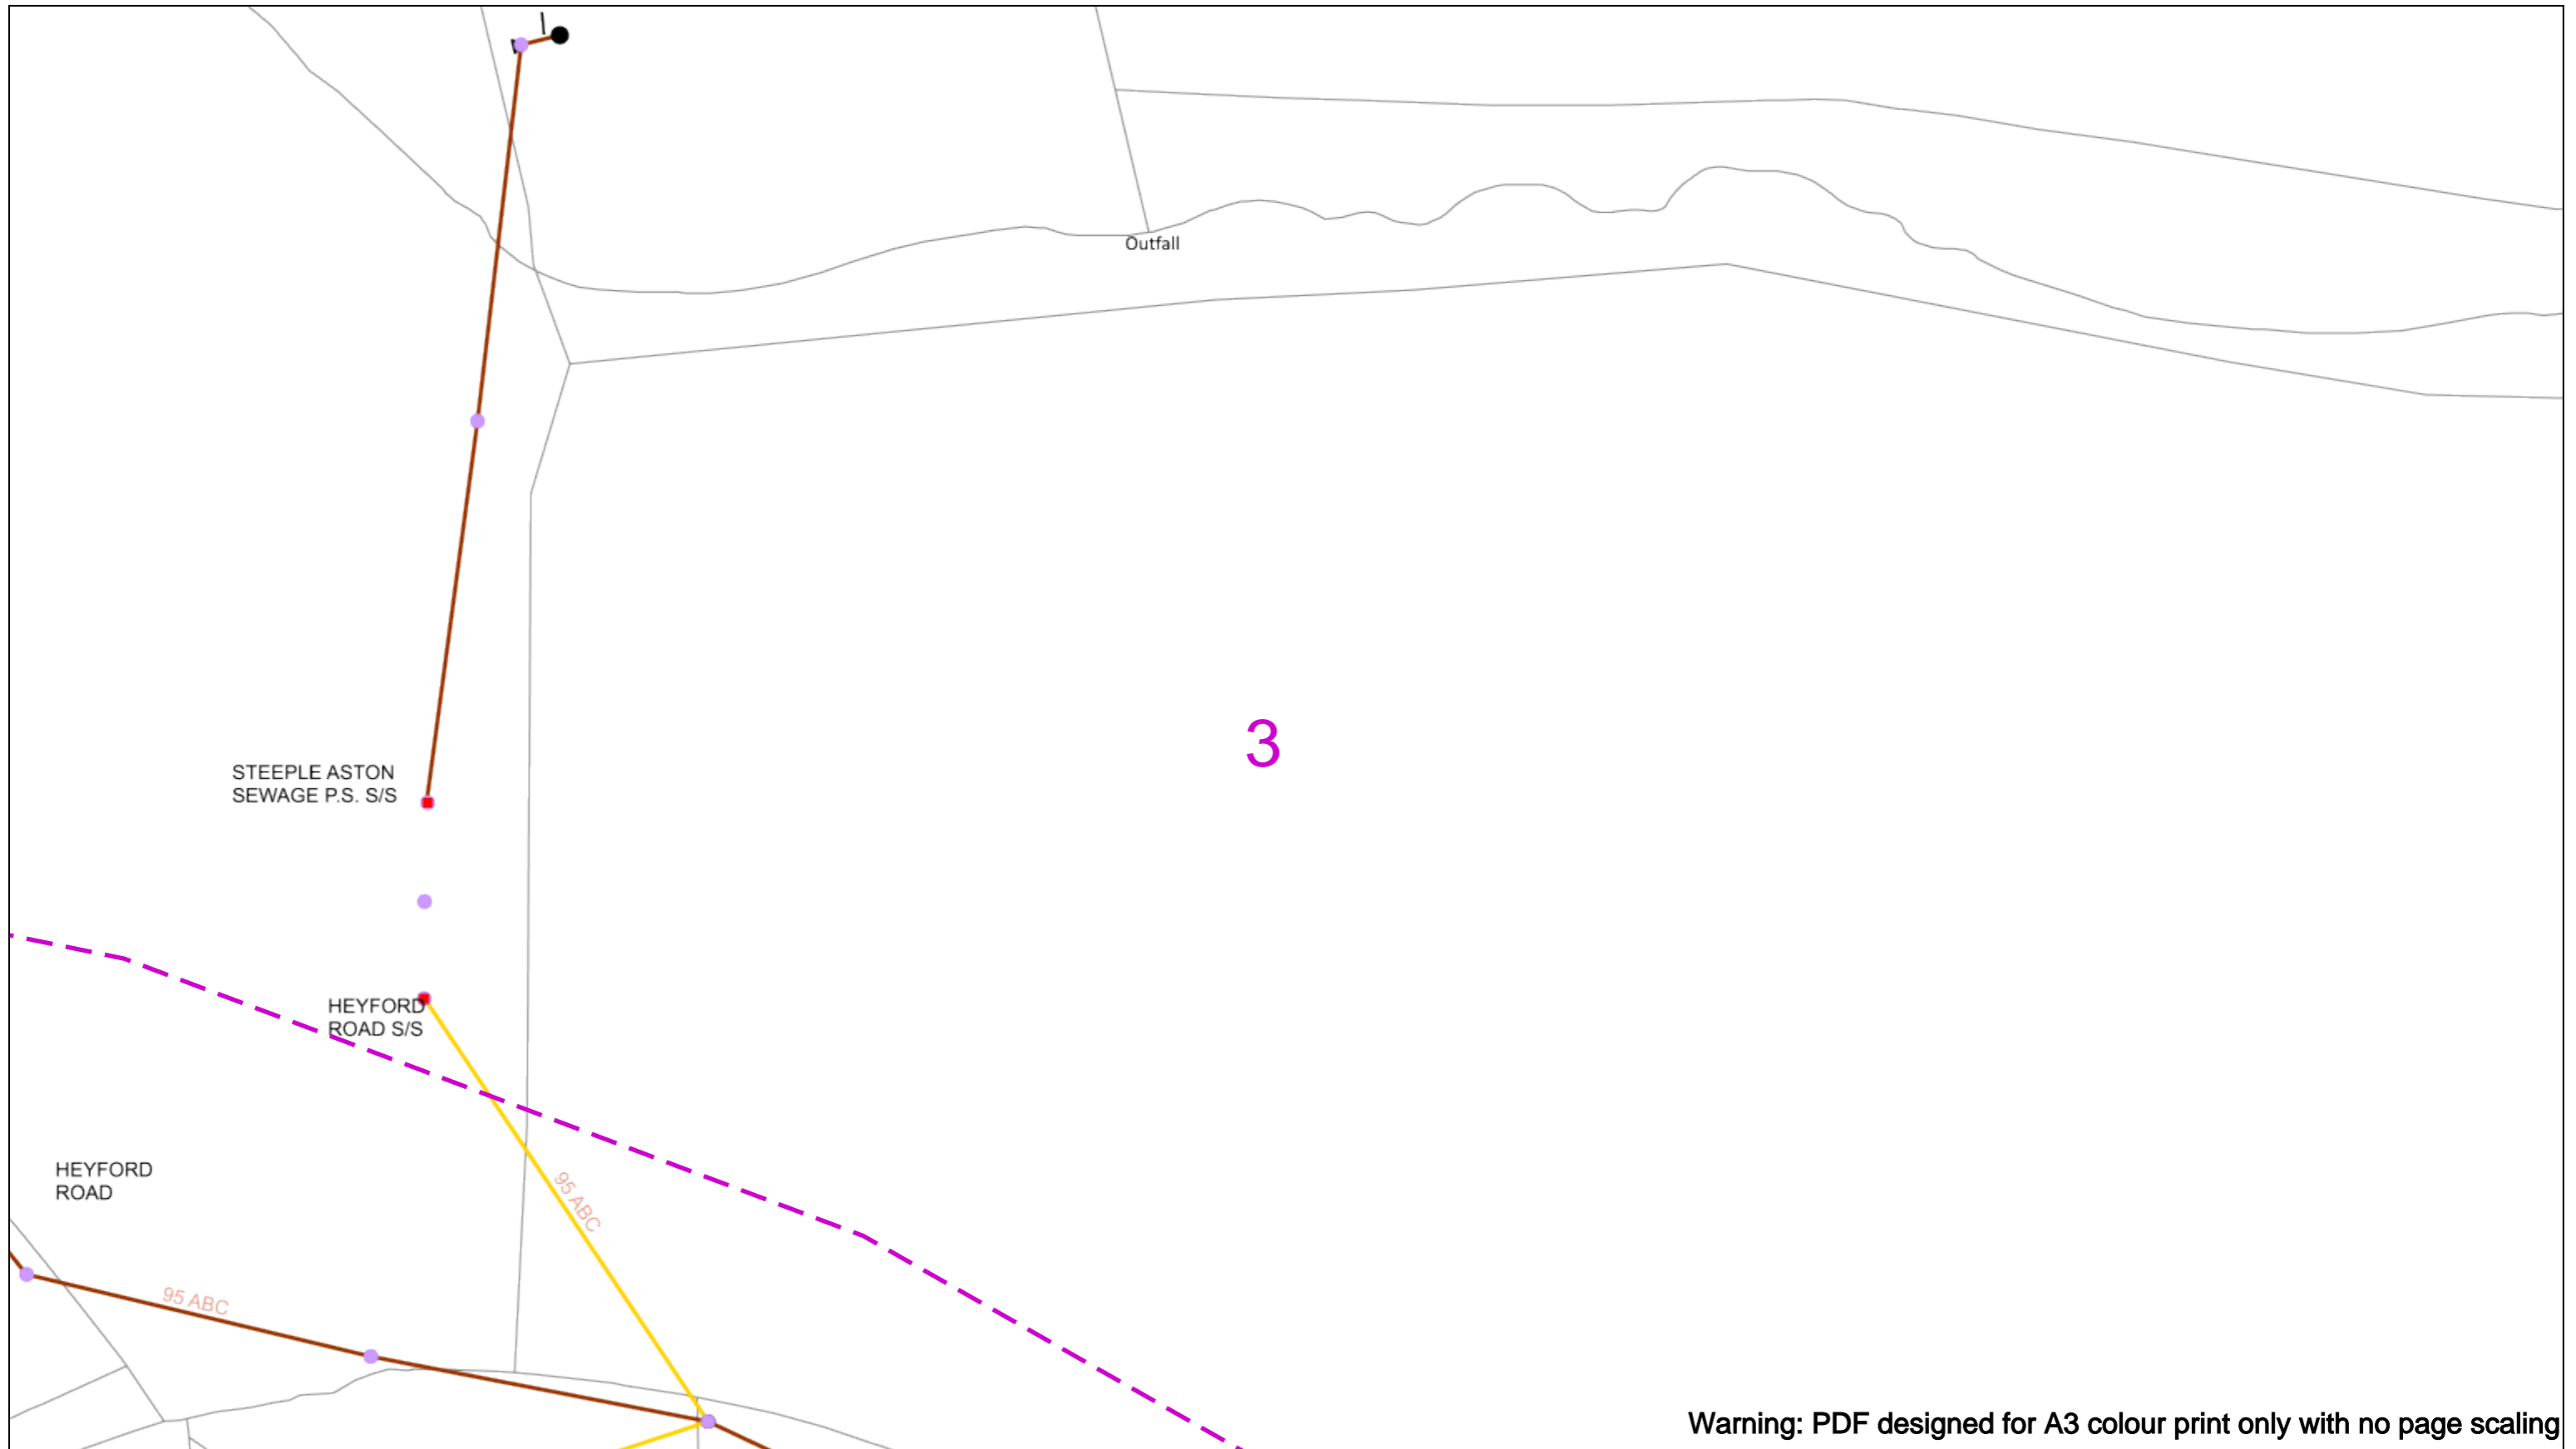 Outfall
3
STEEPLE ASTON
SEWAGE P.S. S/S
HEYFORD
ROAD S/S
HEYFORD
ROAD
95 ABC
95 ABC
Warning: PDF designed for A3 colour print only with no page scaling